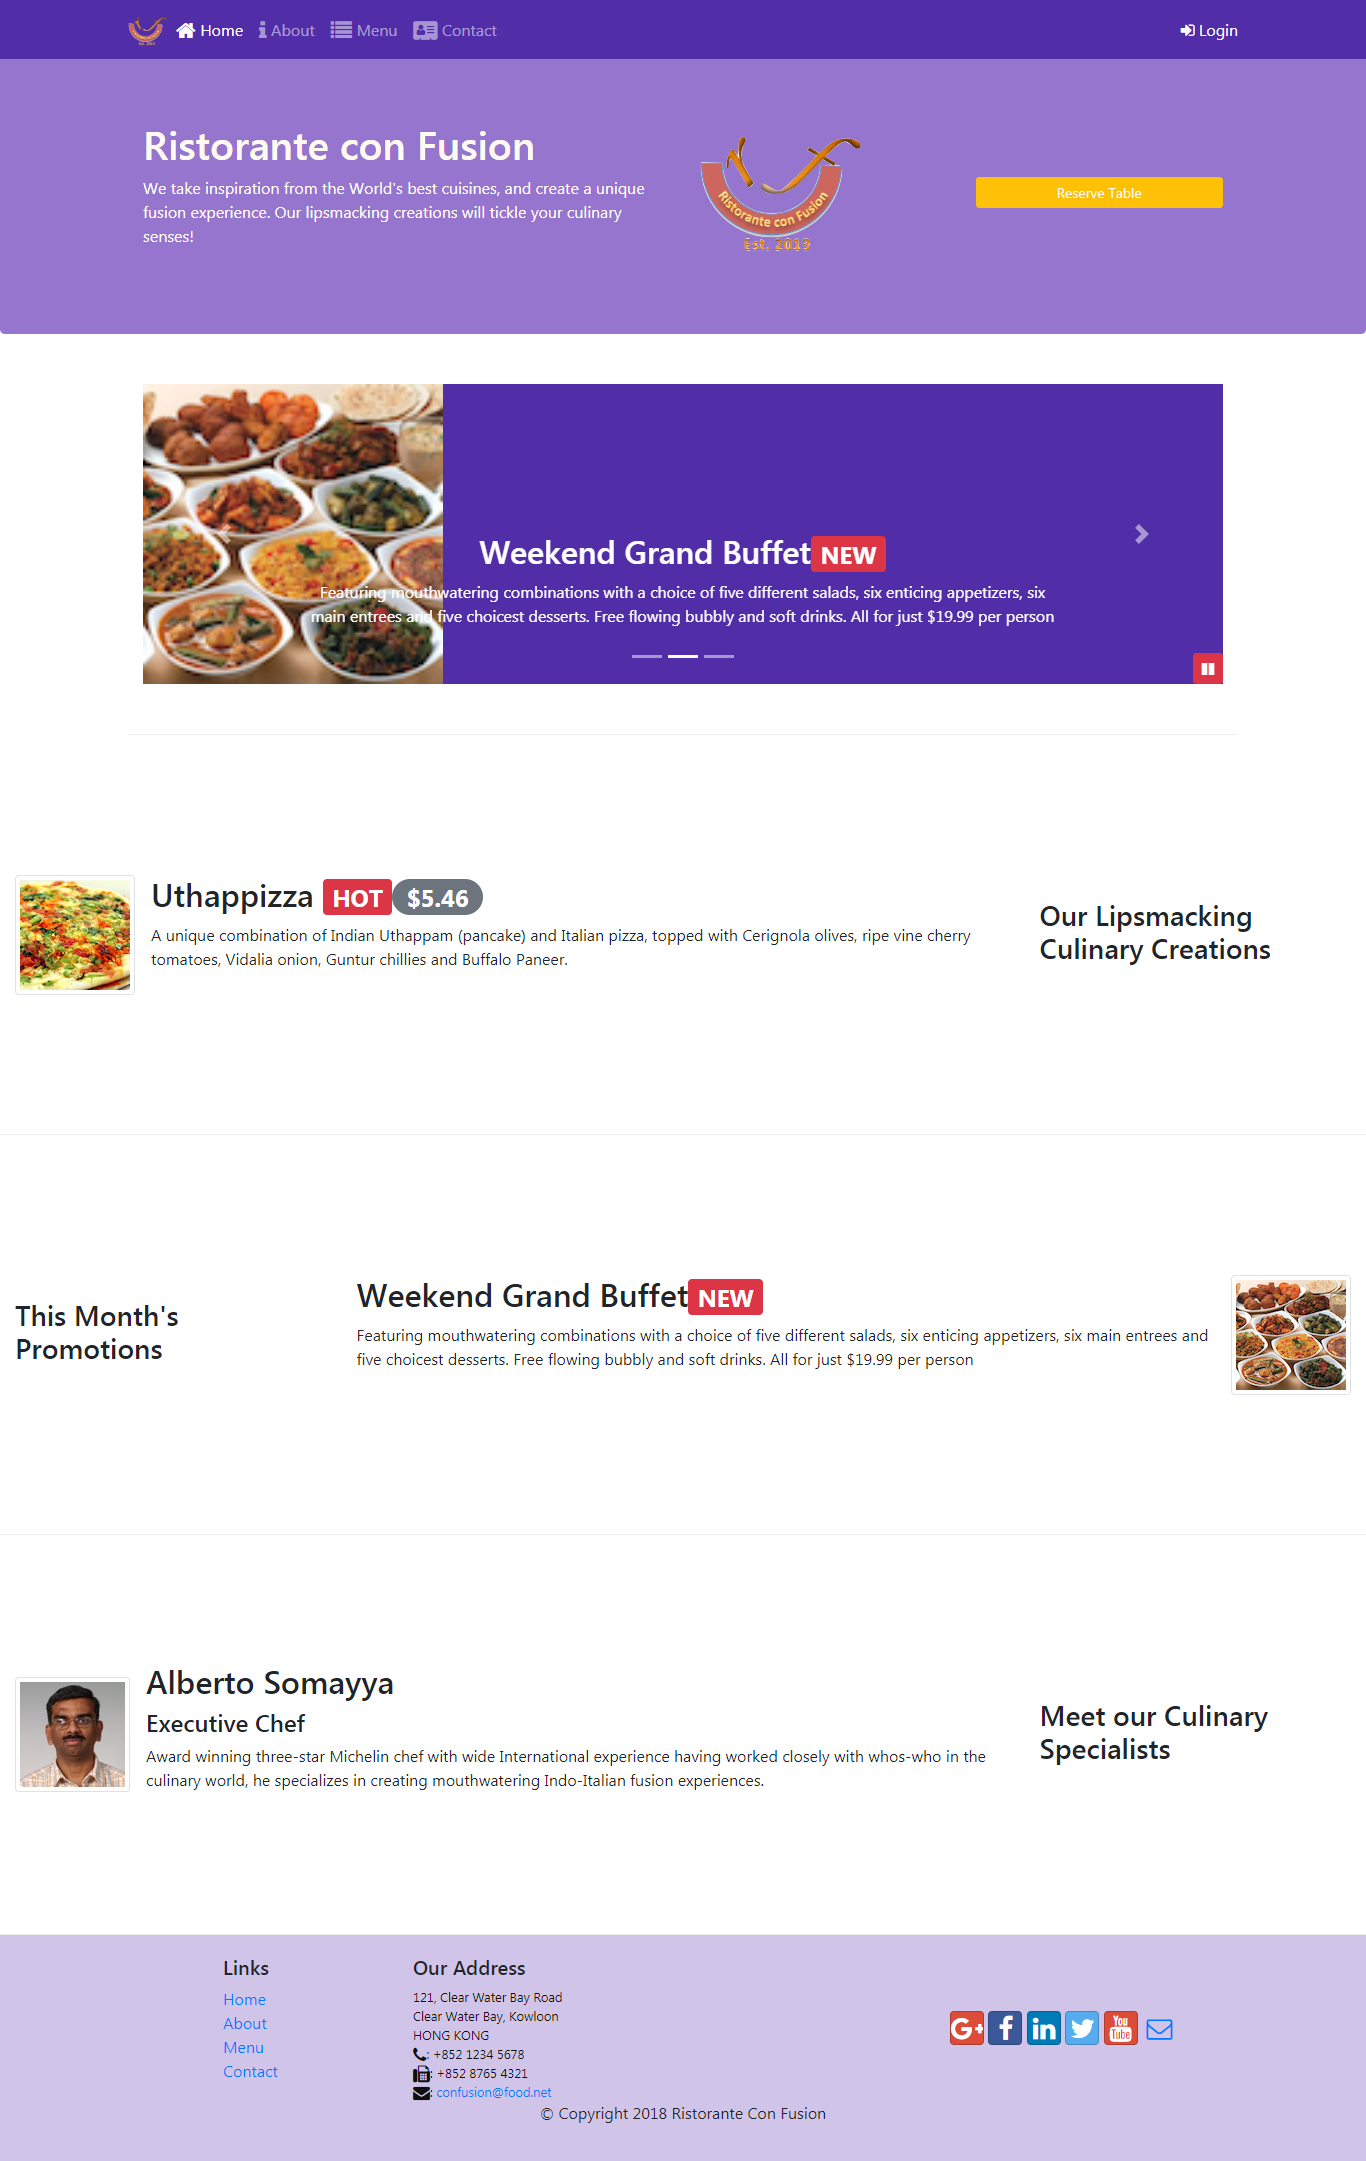 Home About Menu Contact Login
Ristorante con Fusion
We take inspiration from the World's best cuisines, and create a unique
fusion experience. Our lipsmacking creations will tickle your culinary
senses!
Ristorante con Fusion
Est. 2013
Reserve Table
Weekend Grand Buffet NEW
Featuring mouthwatering combinations with a choice of five different salads, six enticing appetizers, six
main entrees and five choicest desserts. Free flowing bubbly and soft drinks. All for just $19.99 per person
Uthappizza HOT $5.46
A unique combination of Indian Uthappam (pancake) and Italian pizza, topped with Cerignola olives, ripe vine cherry
tomatoes, Vidalia onion, Guntur chillies and Buffalo Paneer.
Our Lipsmacking
Culinary Creations
This Month's
Promotions
Weekend Grand Buffet NEW
Featuring mouthwatering combinations with a choice of five different salads, six enticing appetizers, six main entrees and
five choicest desserts. Free flowing bubbly and soft drinks. All for just $19.99 per person
Alberto Somayya
Executive Chef
Award winning three-star Michelin chef with wide International experience having worked closely with whos-who in the
culinary world, he specializes in creating mouthwatering Indo-Italian fusion experiences.
Meet our Culinary
Specialists
Links
Home
About
Menu
Contact
Our Address
121, Clear Water Bay Road
Clear Water Bay, Kowloon
HONG KONG
: +852 1234 5678
: +852 8765 4321
: confusion@food.net
G+ f in You Tube
© Copyright 2018 Ristorante Con Fusion